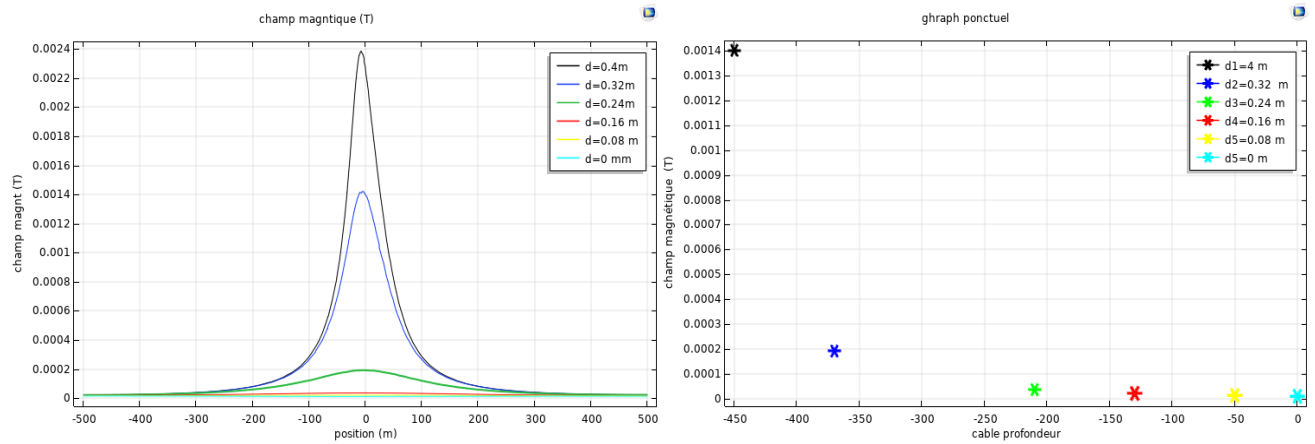 champ magntique (T)
0.0024
0.0022
0.002
0.0018
0.0016
0.0014
0.0012
0.001
0.0008
0.0006
0.0004
0.0002
0
champ magnt (T)
d=0.4m
d=0.32m
d=0.24m
d=0.16 m
d=0.08 m
d=0 mm
-500 -400 -300 -200 -100 0 100 200 300 400 500
position (m)
ghraph ponctuel
0.0014
0.0013
0.0012
0.0011
0.001
0.0009
0.0008
0.0007
0.0006
0.0005
0.0004
0.0003
0.0002
0.0001
0
champ magnétique (T)
d1=4 m
d2=0.32 m
d3=0.24 m
d4=0.16 m
d5=0.08 m
d5=0 m
-450 -400 -350 -300 -250 -200 -150 -100 -50 0
cable profondeur